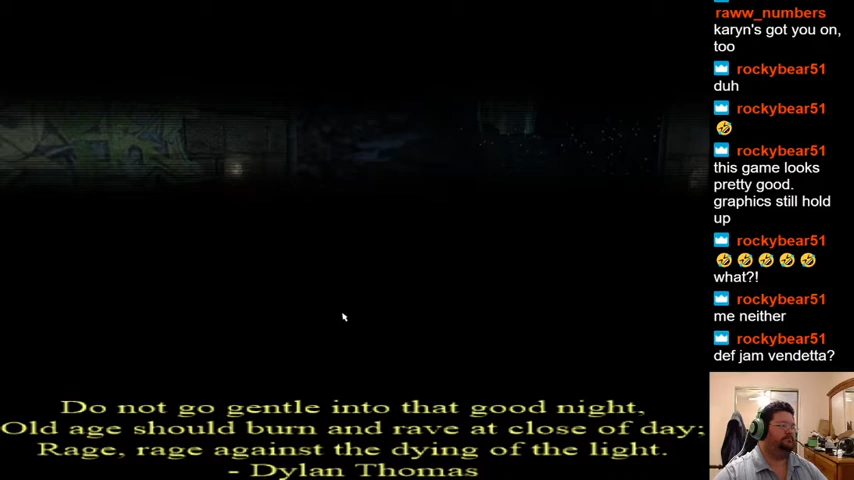 raww_numbers
karyn's got you on,
too
rockybear51
duh
rockybear51
🤣
rockybear51
this game looks
pretty good.
graphics still hold
up
rockybear51
🤣 🤣 🤣 🤣 🤣
what?!
rockybear51
me neither
rockybear51
def jam vendetta?
Do not go gentle into that good night,
Old age should burn and rave at close of day;
Rage, rage against the dying of the light.
- Dylan Thomas